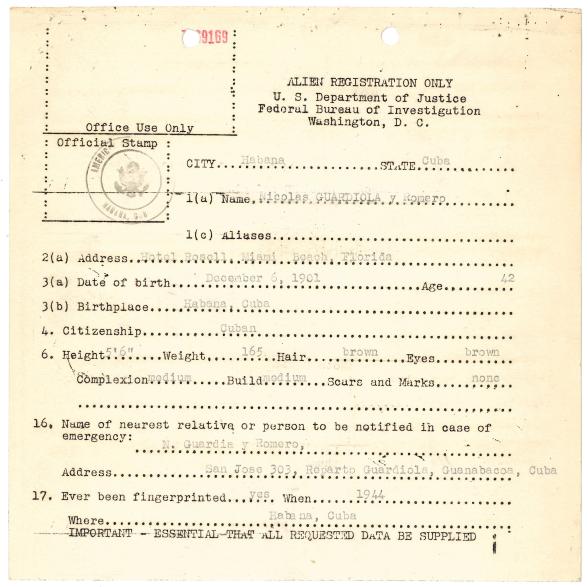 9169
ALIEN REGISTRATION ONLY
U. S. Department of Justice
Federal Bureau of Investigation
Washington, D. C.
Office Use Only
Official Stamp
CITY....Habana....STATE.Cuba
1(a) Name.Nicolas GUARDIOLA y Romero
1(c) Aliases
2(a) Address..Hotel Rosell, Miami Beach, Florida
3(a) Date of birth...December 6, 1901...Age...42
3(b) Birthplace...Habana, Cuba
4. Citizenship...Cuban
6. Height 5'6" Weight. 165 Hair brown Eyes brown
Complexion medium Build medium Scars and Marks none
16. Name of nearest relative or person to be notified in case of
emergency: N. Guardia y Romero,
Address...San Jose 303, Reparto Guardiola, Guanabacoa, Cuba
17. Ever been fingerprinted...yes When...1944
Where...Habana, Cuba
IMPORTANT - ESSENTIAL THAT ALL REQUESTED DATA BE SUPPLIED